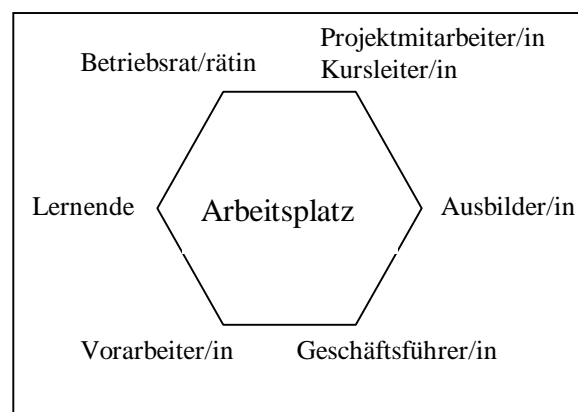 Projektmitarbeiter/in
Betriebsrat/rätin
Kursleiter/in
Lernende
Arbeitsplatz
Ausbilder/in
Vorarbeiter/in
Geschäftsführer/in